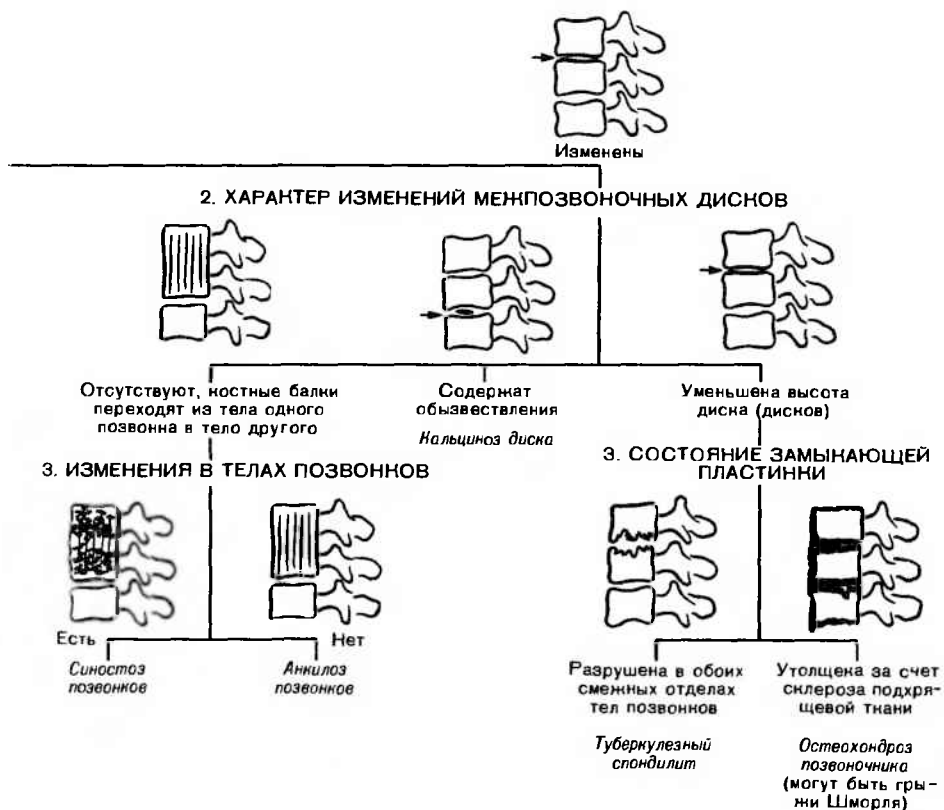 Изменены
2. ХАРАКТЕР ИЗМЕНЕНИЙ МЕЖПОЗВОНОЧНЫХ ДИСКОВ
Отсутствуют, костные балки
переходят из тела одного
позвонка в тело другого
Содержат
обызвествления
Кальциноз диска
Уменьшена высота
диска (дисков)
3. ИЗМЕНЕНИЯ В ТЕЛАХ ПОЗВОНКОВ
Есть
Нет
Синостоз
позвонков
Анкилоз
позвонков
3. СОСТОЯНИЕ ЗАМЫКАЮЩЕЙ
ПЛАСТИНКИ
Разрушена в обоих
смежных отделах
тел позвонков
Туберкулезный
спондилит
Утолщена за счет
склероза подхря-
щевой ткани
Остеохондроз
позвоночника
(могут быть гры-
жи Шморля)